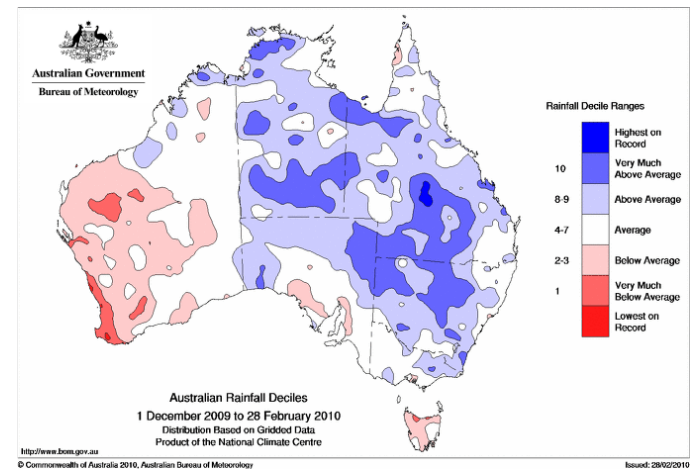 Australian Government
Bureau of Meteorology
Rainfall Decile Ranges
Highest on
Record
10
Very Much
Above Average
8-9
Above Average
4-7
Average
2-3
Below Average
1
Very Much
Below Average
Lowest on
Record
Australian Rainfall Deciles
1 December 2009 to 28 February 2010
Distribution Based on Gridded Data
Product of the National Climate Centre
http://www.bom.gov.au
© Commonwealth of Australia 2010, Australian Bureau of Meteorology
Issued: 28/02/2010